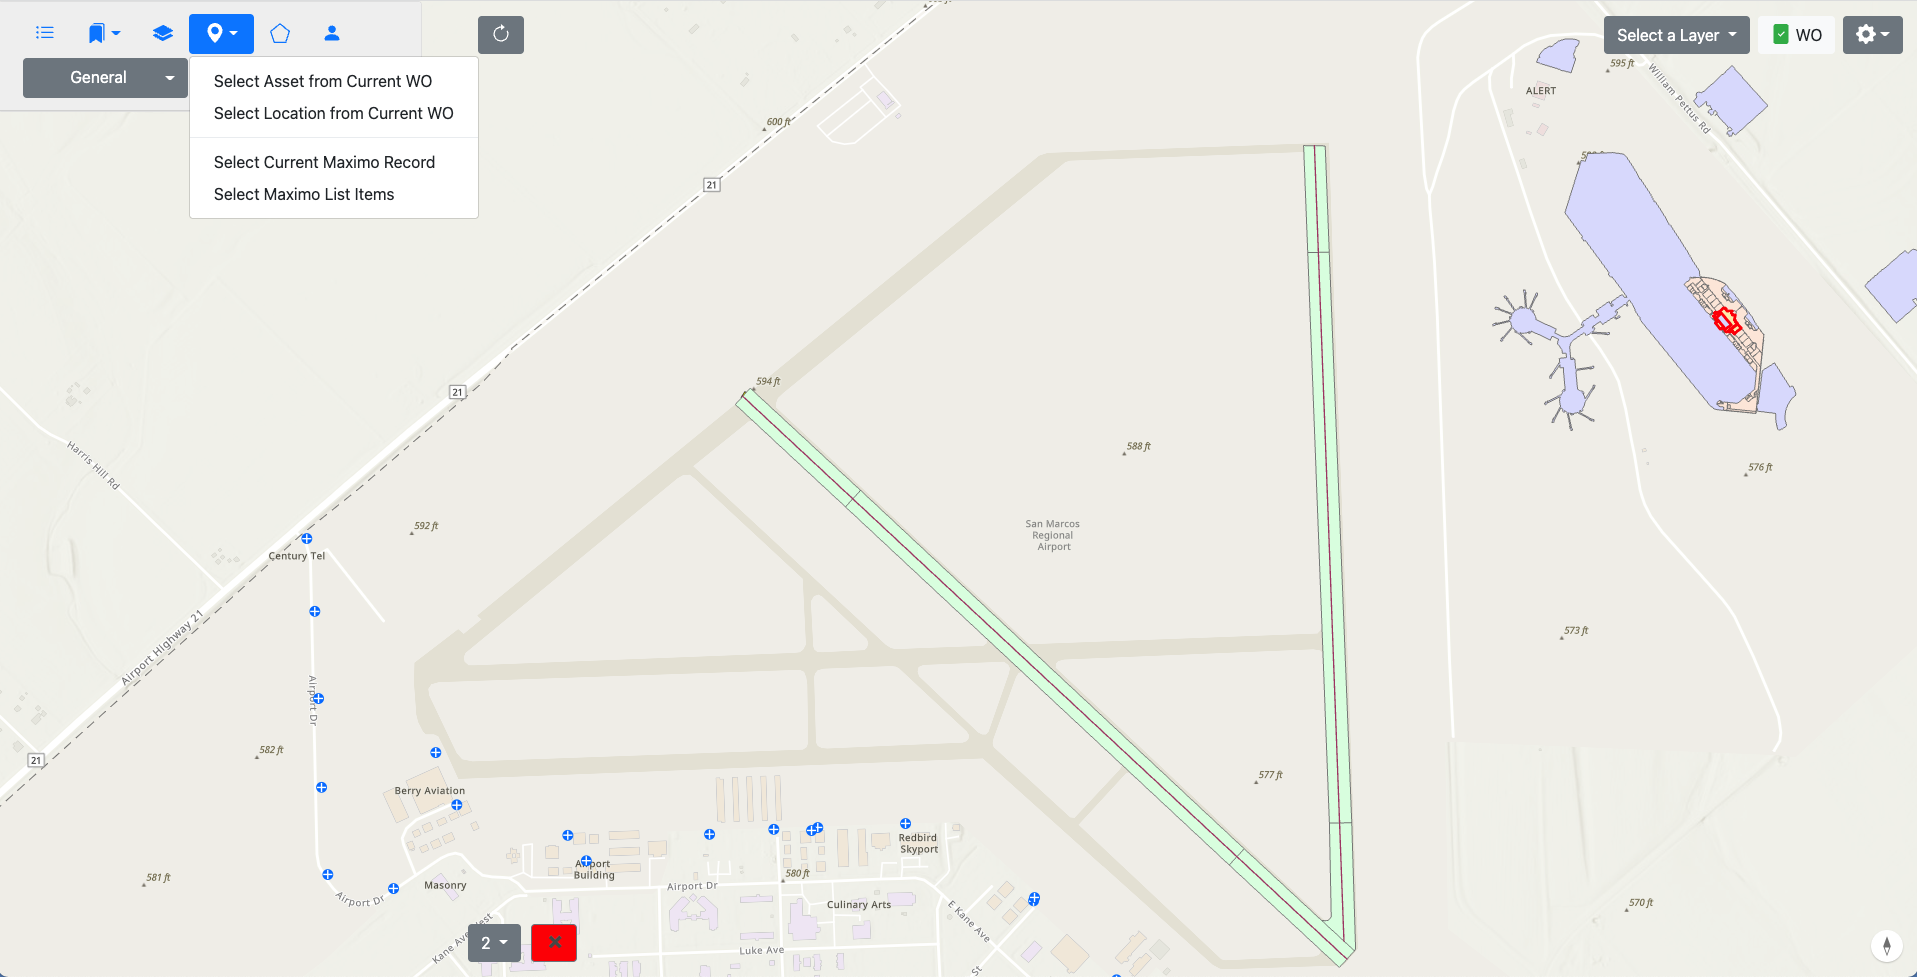 General
Select Asset from Current WO
Select Location from Current WO
Select Current Maximo Record
Select Maximo List Items
Select a Layer
WO
600 ft
21
595 ft
William Pettus Rd
ALERT
594 ft
21
588 ft
Harris Hill Rd
576 ft
592 ft
San Marcos
Regional
Airport
Century Tel
Airport Highway 21
573 ft
Airport Dr
582 ft
21
577 ft
Berry Aviation
Redbird
Skyport
Airport
Building
581 ft
580 ft
Masonry
Airport Dr
Airport Dr
Culinary Arts
570 ft
E Kane Ave
2
Luke Ave
St